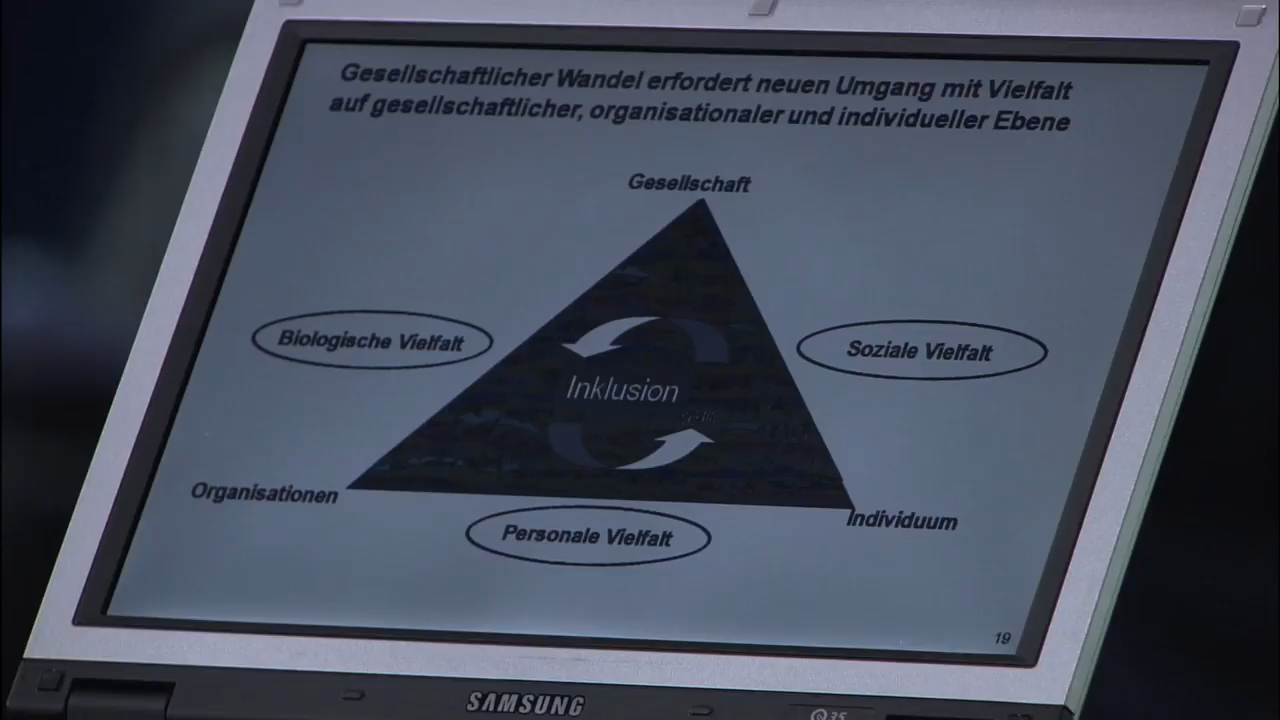 Gesellschaftlicher Wandel erfordert neuen Umgang mit Vielfalt
auf gesellschaftlicher, organisationaler und individueller Ebene
Gesellschaft
Biologische Vielfalt
Soziale Vielfalt
Inklusion
Organisationen
Individuum
Personale Vielfalt
19
SAMSUNG
Q35